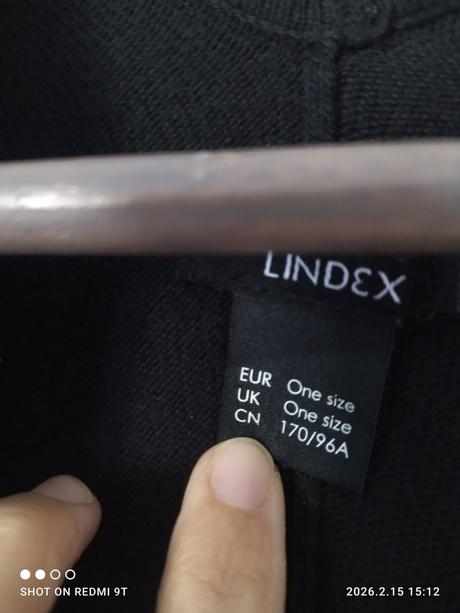 LINDEX
EUR One size
UK One size
CN 170/96A
SHOT ON REDMI 9T
2026.2.15 15:12